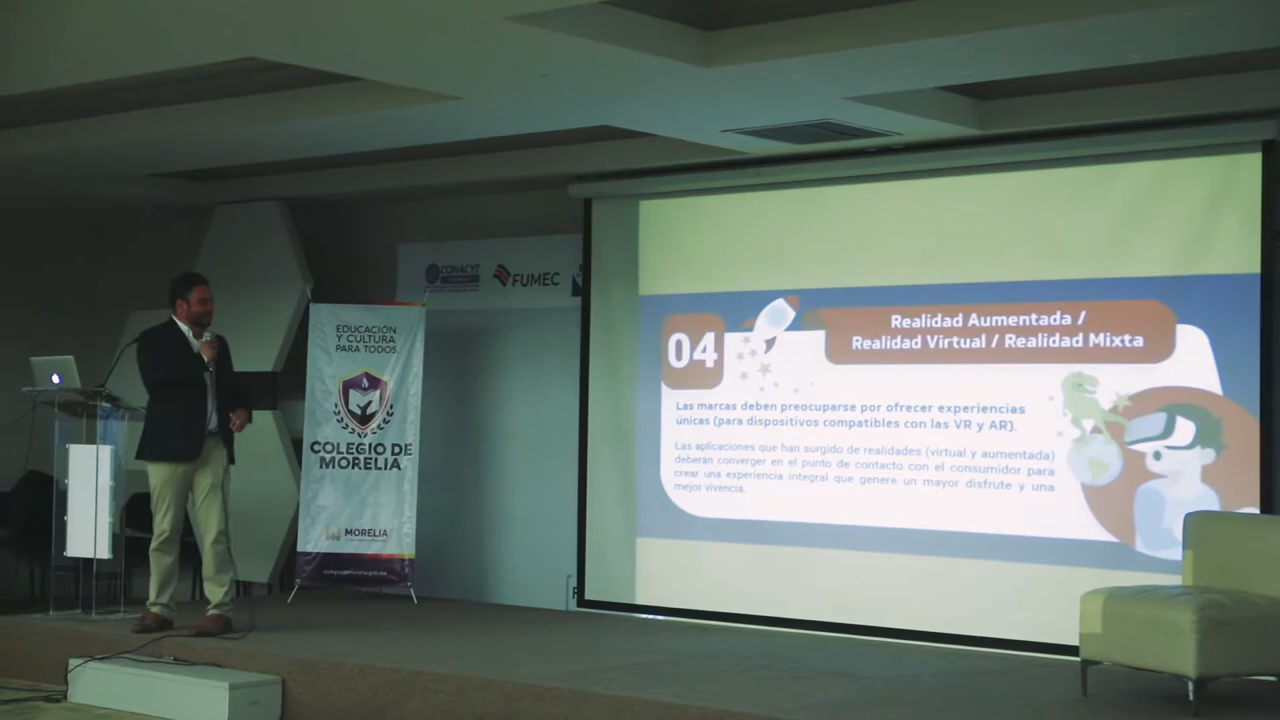 CONACYT
FUMEC
EDUCACIÓN
Y CULTURA
PARA TODOS.
COLEGIO DE
MORELIA
MORELIA
04
Realidad Aumentada /
Realidad Virtual / Realidad Mixta
Las marcas deben preocuparse por ofrecer experiencias
únicas (para dispositivos compatibles con las VR y AR).
Las aplicaciones que han surgido de realidades (virtual y aumentada)
deberán converger en el punto de contacto con el consumidor para
crear una experiencia integral que genere un mayor disfrute y una
mejor vivencia.